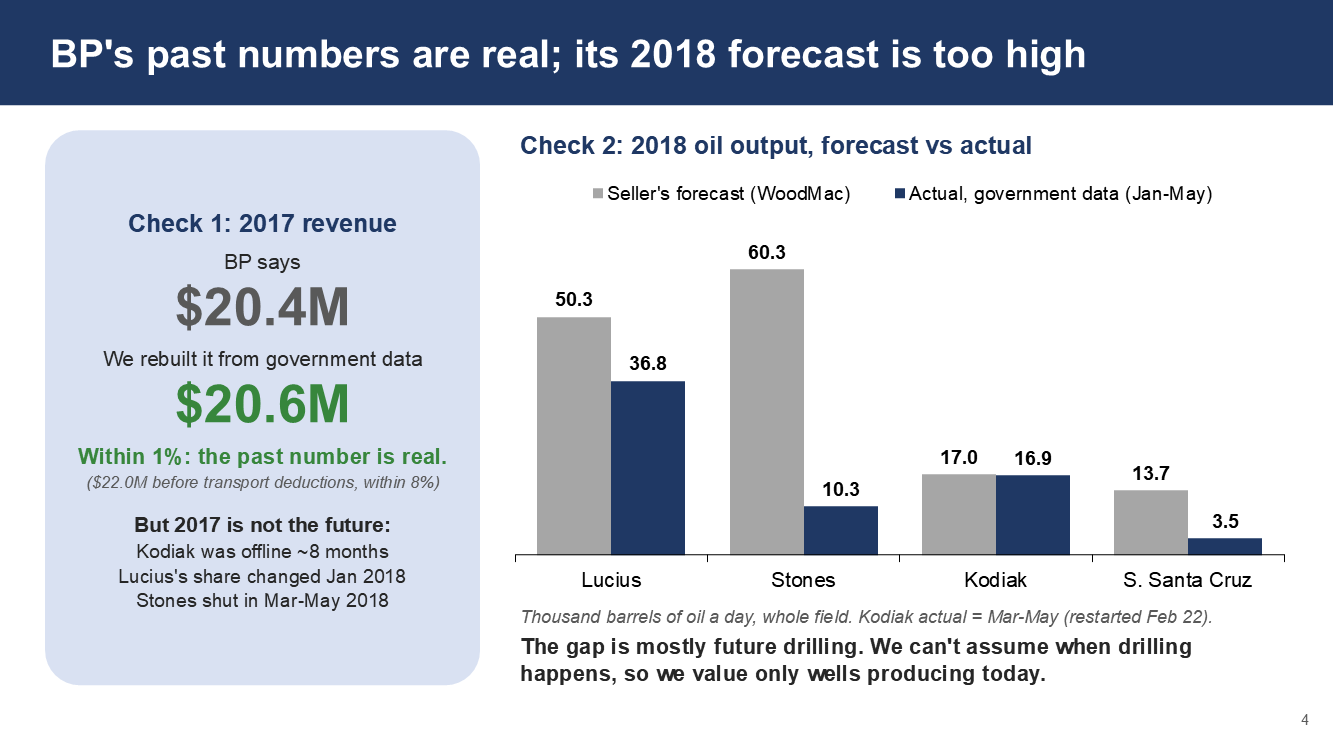 BP's past numbers are real; its 2018 forecast is too high
Check 1: 2017 revenue
BP says
$20.4M
We rebuilt it from government data
$20.6M
Within 1%: the past number is real.
($22.0M before transport deductions, within 8%)
But 2017 is not the future:
Kodiak was offline ~8 months
Lucius's share changed Jan 2018
Stones shut in Mar-May 2018
Check 2: 2018 oil output, forecast vs actual
Seller's forecast (WoodMac) Actual, government data (Jan-May)
50.3 36.8 60.3 10.3 17.0 16.9 13.7 3.5
Lucius Stones Kodiak S. Santa Cruz
Thousand barrels of oil a day, whole field. Kodiak actual = Mar-May (restarted Feb 22).
The gap is mostly future drilling. We can't assume when drilling
happens, so we value only wells producing today.
4